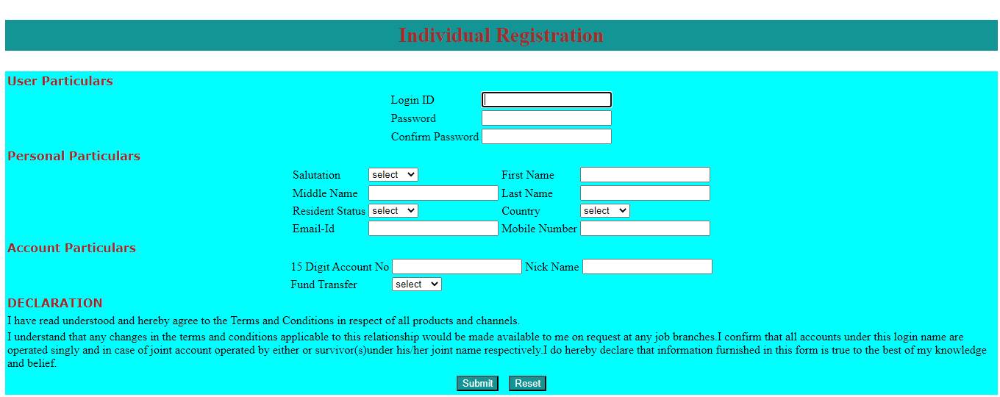 Individual Registration
User Particulars
Login ID
Password
Confirm Password
Personal Particulars
Salutation select First Name
Middle Name Last Name
Resident Status select Country select
Email-Id Mobile Number
Account Particulars
15 Digit Account No Nick Name
Fund Transfer select
DECLARATION
I have read understood and hereby agree to the Terms and Conditions in respect of all products and channels.
I understand that any changes in the terms and conditions applicable to this relationship would be made available to me on request at any job branches.I confirm that all accounts under this login name are
operated singly and in case of joint account operated by either or survivor(s)under his/her joint name respectively.I do hereby declare that information furnished in this form is true to the best of my knowledge
and belief.
Submit Reset